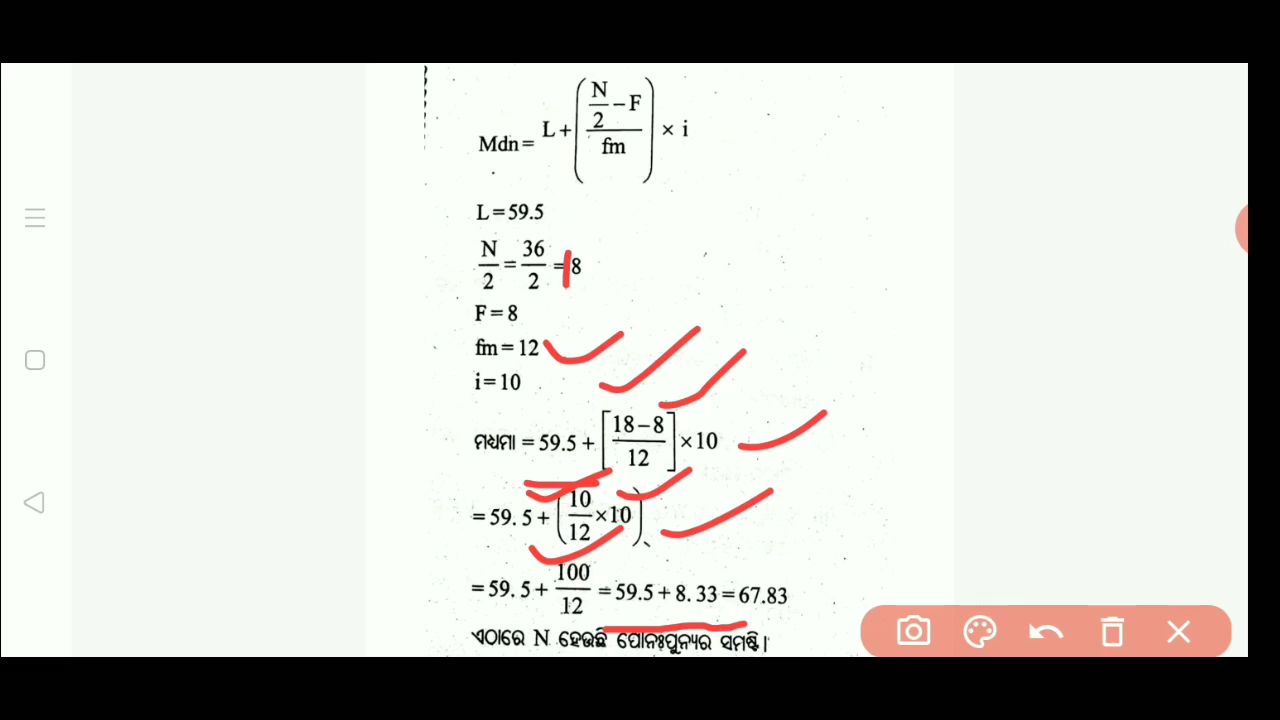 Mdn = L + ( (N/2 − F) / fm ) × i
L = 59.5
N/2 = 36/2 = 18
F = 8
fm = 12
i = 10
ମଧ୍ୟମା = 59.5 + [ (18 − 8) / 12 ] × 10
= 59. 5 + ( 10/12 × 10 )
= 59. 5 + 100/12 = 59.5 + 8. 33 = 67.83
ଏଠାରେ N ହେଉଛି ପୌନଃପୁନ୍ୟର ସମଷ୍ଟି।